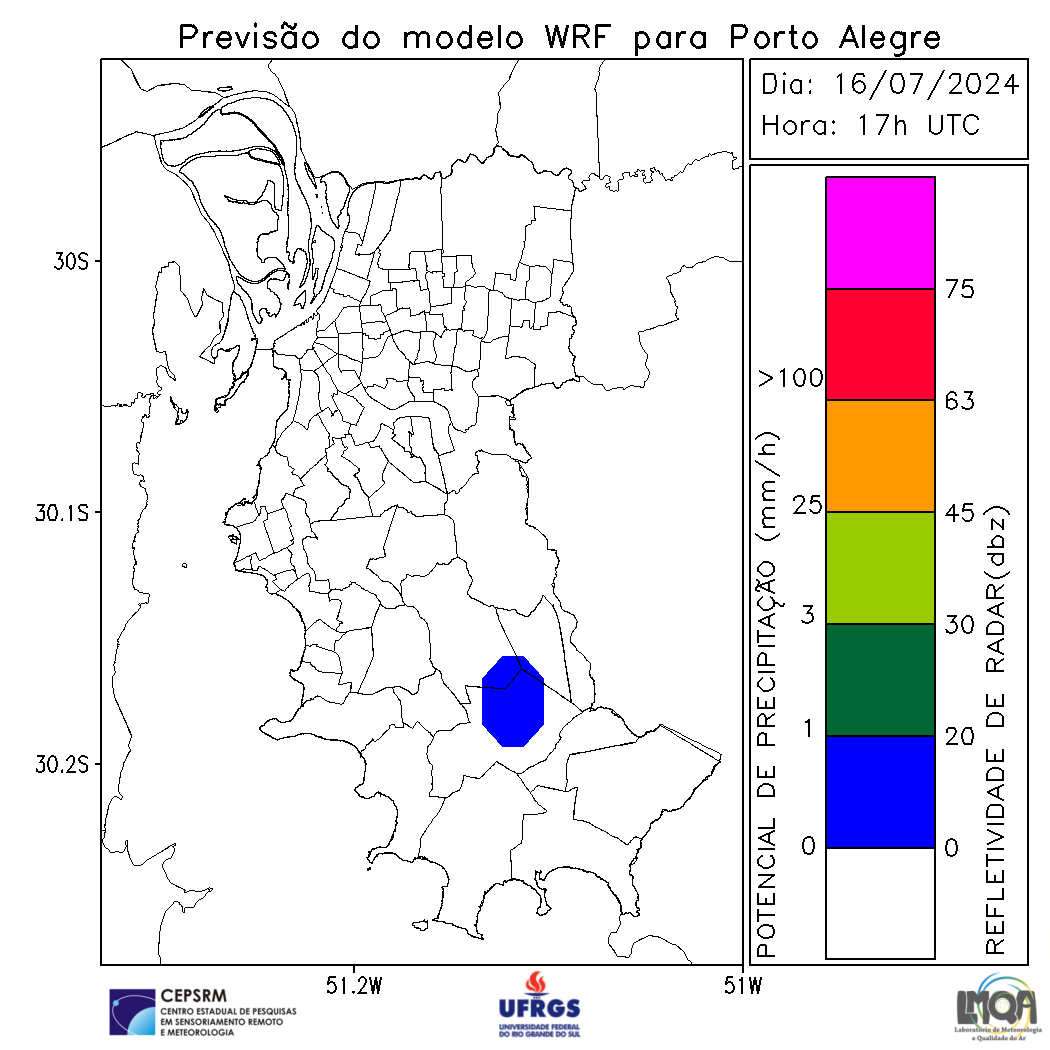 Previsão do modelo WRF para Porto Alegre
Dia: 16/07/2024
Hora: 17h UTC
30S
30.1S
30.2S
51.2W
51W
POTENCIAL DE PRECIPITAÇÃO (mm/h)
>100
25
3
1
0
75
63
45
30
20
0
REFLETIVIDADE DE RADAR(dbz)
CEPSRM
CENTRO ESTADUAL DE PESQUISAS
EM SENSORIAMENTO REMOTO
E METEOROLOGIA
UFRGS
UNIVERSIDADE FEDERAL
DO RIO GRANDE DO SUL
LMQA
Laboratório de Meteorologia
e Qualidade do Ar